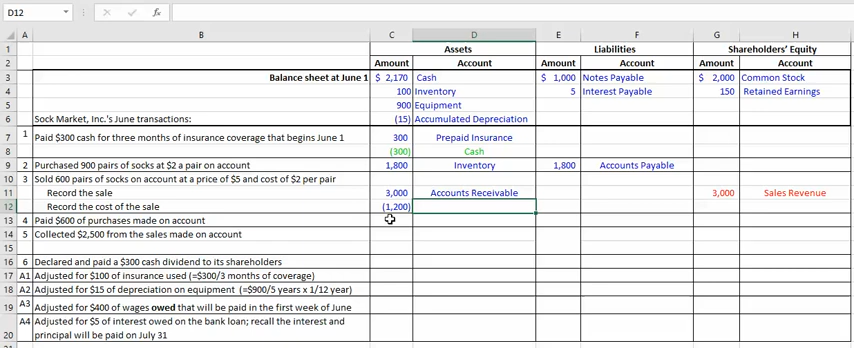 D12
fx
A B C D E F G H
1 Assets Liabilities Shareholders' Equity
2 Amount Account Amount Account Amount Account
3 Balance sheet at June 1 $ 2,170 Cash $ 1,000 Notes Payable $ 2,000 Common Stock
4 100 Inventory 5 Interest Payable 150 Retained Earnings
5 900 Equipment
6 Sock Market, Inc.'s June transactions: (15) Accumulated Depreciation
7 1 Paid $300 cash for three months of insurance coverage that begins June 1 300 Prepaid Insurance
8 (300) Cash
9 2 Purchased 900 pairs of socks at $2 a pair on account 1,800 Inventory 1,800 Accounts Payable
10 3 Sold 600 pairs of socks on account at a price of $5 and cost of $2 per pair
11 Record the sale 3,000 Accounts Receivable 3,000 Sales Revenue
12 Record the cost of the sale (1,200)
13 4 Paid $600 of purchases made on account
14 5 Collected $2,500 from the sales made on account
15
16 6 Declared and paid a $300 cash dividend to its shareholders
17 A1 Adjusted for $100 of insurance used (=$300/3 months of coverage)
18 A2 Adjusted for $15 of depreciation on equipment (=$900/5 years x 1/12 year)
19 A3 Adjusted for $400 of wages owed that will be paid in the first week of June
A4 Adjusted for $5 of interest owed on the bank loan; recall the interest and
20 principal will be paid on July 31